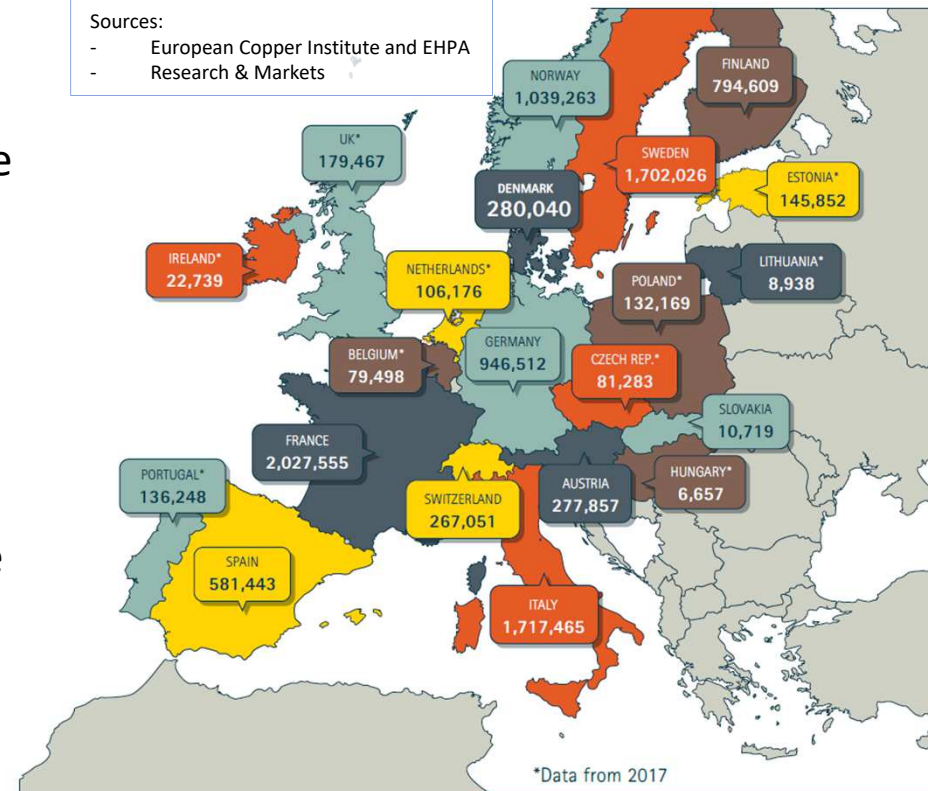 Sources:
- European Copper Institute and EHPA
- Research & Markets
e
e
NORWAY
1,039,263
FINLAND
794,609
UK*
179,467
SWEDEN
1,702,026
ESTONIA*
145,852
DENMARK
280,040
IRELAND*
22,739
NETHERLANDS*
106,176
LITHUANIA*
8,938
POLAND*
132,169
GERMANY
946,512
BELGIUM*
79,498
CZECH REP.*
81,283
SLOVAKIA
10,719
FRANCE
2,027,555
PORTUGAL*
136,248
SWITZERLAND
267,051
AUSTRIA
277,857
HUNGARY*
6,657
SPAIN
581,443
ITALY
1,717,465
*Data from 2017